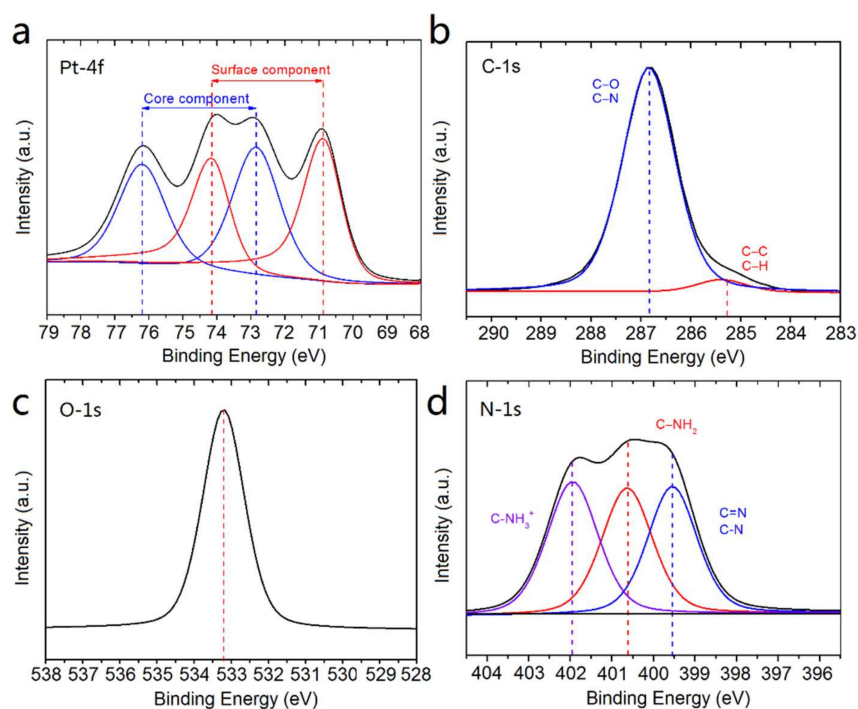 a
Pt-4f
Surface component
Core component
Intensity (a.u.)
79 78 77 76 75 74 73 72 71 70 69 68
Binding Energy (eV)
b
C-1s
C–O
C–N
C–C
C–H
Intensity (a.u.)
290 289 288 287 286 285 284 283
Binding Energy (eV)
c
O-1s
Intensity (a.u.)
538 537 536 535 534 533 532 531 530 529 528
Binding Energy (eV)
d
N-1s
C–NH₂
C-NH₃⁺
C=N
C-N
Intensity (a.u.)
404 403 402 401 400 399 398 397 396
Binding Energy (eV)